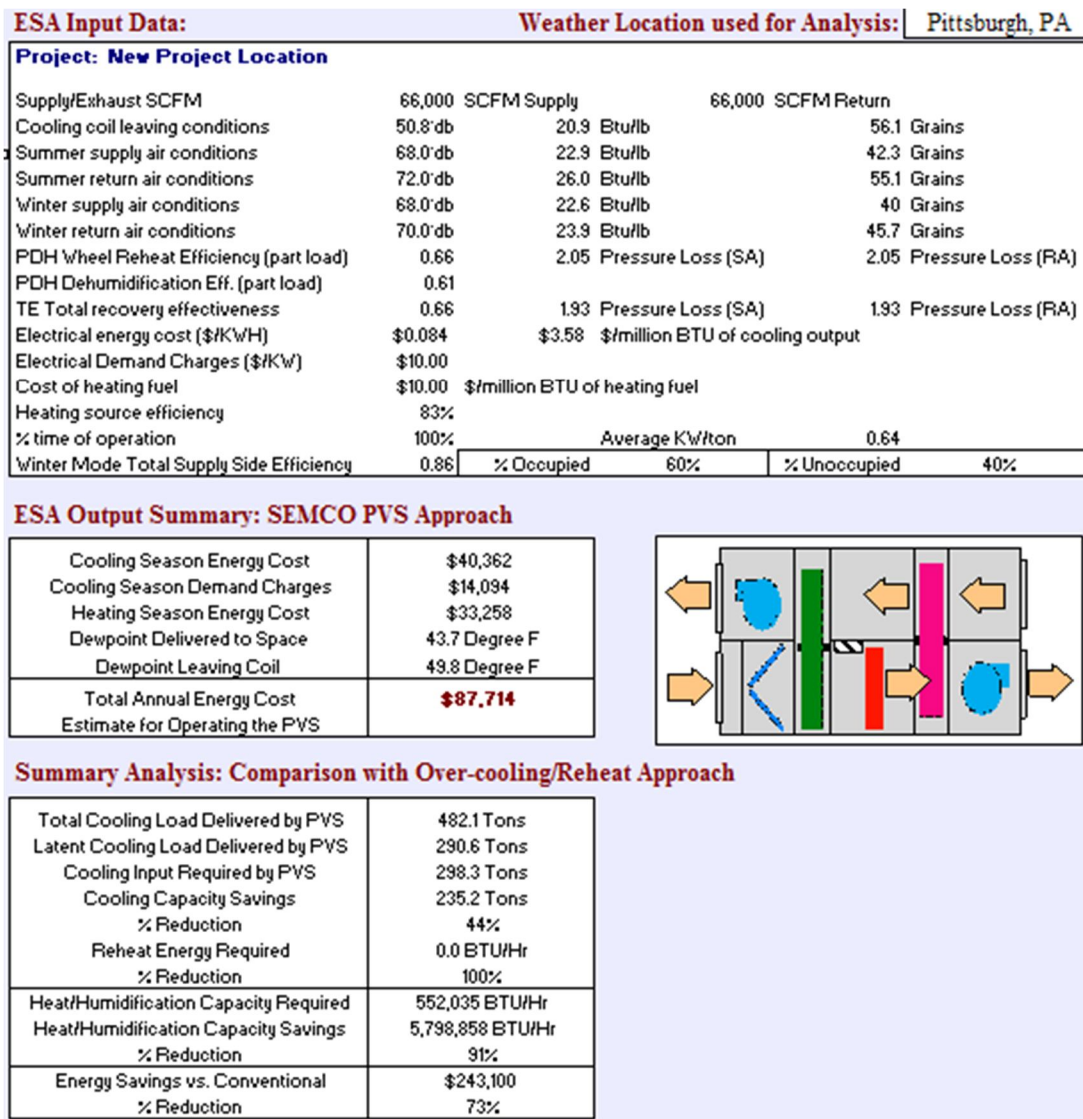 ESA Input Data: Weather Location used for Analysis: Pittsburgh, PA
Project: New Project Location
Supply/Exhaust SCFM 66,000 SCFM Supply 66,000 SCFM Return
Cooling coil leaving conditions 50.8°db 20.9 Btu/lb 56.1 Grains
Summer supply air conditions 68.0°db 22.9 Btu/lb 42.3 Grains
Summer return air conditions 72.0°db 26.0 Btu/lb 55.1 Grains
Winter supply air conditions 68.0°db 22.6 Btu/lb 40 Grains
Winter return air conditions 70.0°db 23.9 Btu/lb 45.7 Grains
PDH Wheel Reheat Efficiency (part load) 0.66 2.05 Pressure Loss (SA) 2.05 Pressure Loss (RA)
PDH Dehumidification Eff. (part load) 0.61
TE Total recovery effectiveness 0.66 1.93 Pressure Loss (SA) 1.93 Pressure Loss (RA)
Electrical energy cost ($/KWH) $0.084 $3.58 $/million BTU of cooling output
Electrical Demand Charges ($/KW) $10.00
Cost of heating fuel $10.00 $/million BTU of heating fuel
Heating source efficiency 83%
% time of operation 100% Average KW/ton 0.64
Winter Mode Total Supply Side Efficiency 0.86 % Occupied 60% % Unoccupied 40%
ESA Output Summary: SEMCO PVS Approach
Cooling Season Energy Cost $40,362
Cooling Season Demand Charges $14,094
Heating Season Energy Cost $33,258
Dewpoint Delivered to Space 43.7 Degree F
Dewpoint Leaving Coil 49.8 Degree F
Total Annual Energy Cost $87,714
Estimate for Operating the PVS
Summary Analysis: Comparison with Over-cooling/Reheat Approach
Total Cooling Load Delivered by PVS 482.1 Tons
Latent Cooling Load Delivered by PVS 290.6 Tons
Cooling Input Required by PVS 298.3 Tons
Cooling Capacity Savings 235.2 Tons
% Reduction 44%
Reheat Energy Required 0.0 BTU/Hr
% Reduction 100%
Heat/Humidification Capacity Required 552,035 BTU/Hr
Heat/Humidification Capacity Savings 5,798,858 BTU/Hr
% Reduction 91%
Energy Savings vs. Conventional $243,100
% Reduction 73%